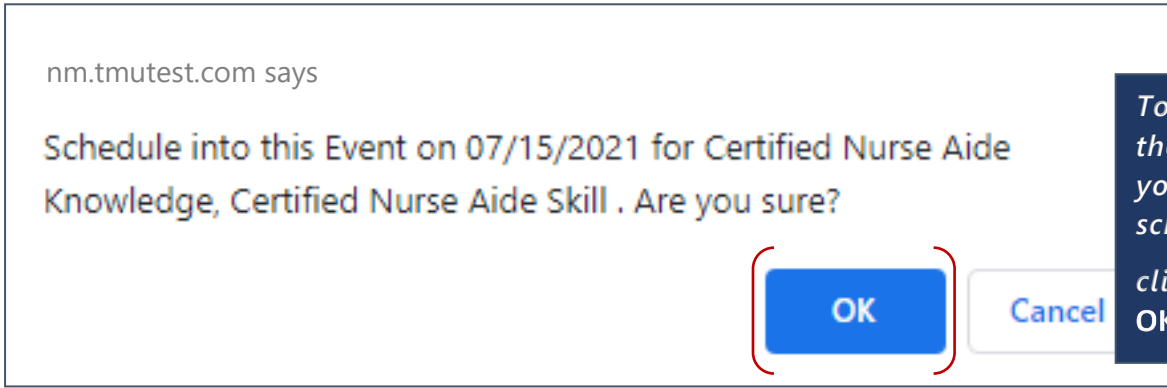 nm.tmutest.com says
Schedule into this Event on 07/15/2021 for Certified Nurse Aide
Knowledge, Certified Nurse Aide Skill . Are you sure?
OK
Cancel
To